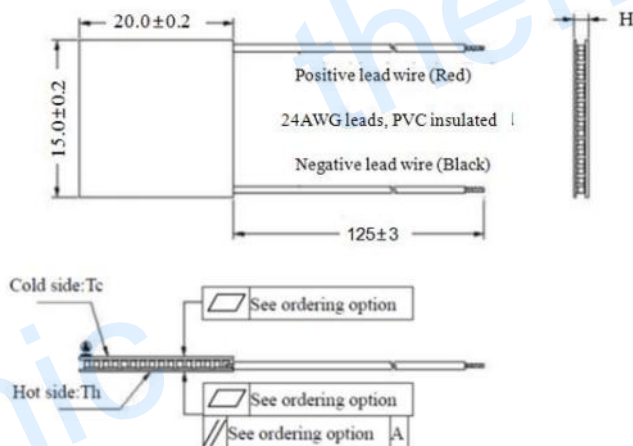 20.0±0.2
H
15.0±0.2
Positive lead wire (Red)
24AWG leads, PVC insulated
Negative lead wire (Black)
125±3
Cold side:Tc
See ordering option
Hot side:Th
See ordering option
See ordering option A